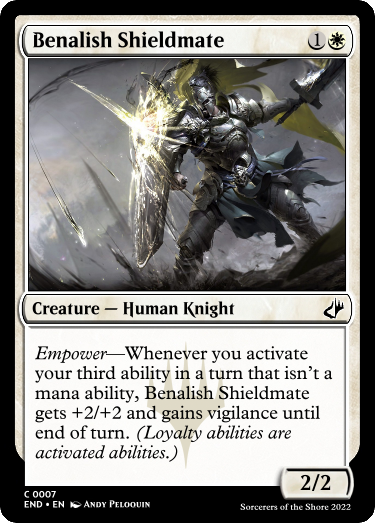 Benalish Shieldmate 1
Creature — Human Knight
Empower—Whenever you activate
your third ability in a turn that isn't a
mana ability, Benalish Shieldmate
gets +2/+2 and gains vigilance until
end of turn. (Loyalty abilities are
activated abilities.)
2/2
C 0007
END • EN Andy Peloquin
Sorcerers of the Shore 2022